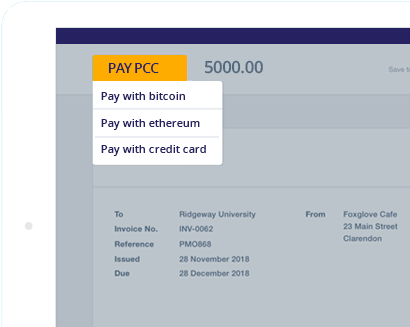 PAY PCC 5000.00
Save to
Pay with bitcoin
Pay with ethereum
Pay with credit card
To Ridgeway University From Foxglove Cafe
Invoice No. INV-0062 23 Main Street
Reference PMO868 Clarendon
Issued 28 November 2018
Due 28 December 2018